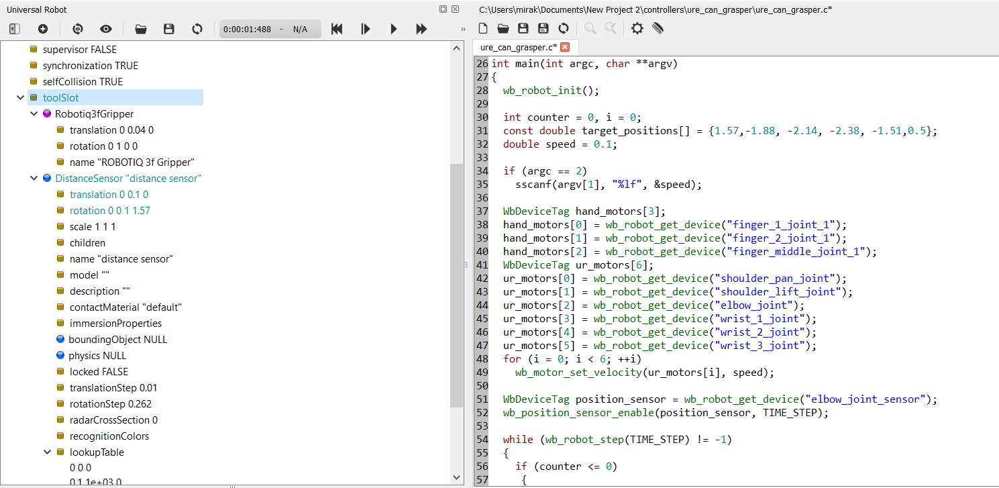 Universal Robot
0:00:01:488 - N/A
»
supervisor FALSE
synchronization TRUE
selfCollision TRUE
toolSlot
Robotiq3fGripper
translation 0 0.04 0
rotation 0 1 0 0
name "ROBOTIQ 3f Gripper"
DistanceSensor "distance sensor"
translation 0 0.1 0
rotation 0 0 1 1.57
scale 1 1 1
children
name "distance sensor"
model ""
description ""
contactMaterial "default"
immersionProperties
boundingObject NULL
physics NULL
locked FALSE
translationStep 0.01
rotationStep 0.262
radarCrossSection 0
recognitionColors
lookupTable
0 0 0
0.1 1e+03 0
C:\Users\mirak\Documents\New Project 2\controllers\ure_can_grasper\ure_can_grasper.c*
ure_can_grasper.c*
26 int main(int argc, char **argv)
27 {
28 wb_robot_init();
29
30 int counter = 0, i = 0;
31 const double target_positions[] = {1.57,-1.88, -2.14, -2.38, -1.51,0.5};
32 double speed = 0.1;
33
34 if (argc == 2)
35 sscanf(argv[1], "%lf", &speed);
36
37 WbDeviceTag hand_motors[3];
38 hand_motors[0] = wb_robot_get_device("finger_1_joint_1");
39 hand_motors[1] = wb_robot_get_device("finger_2_joint_1");
40 hand_motors[2] = wb_robot_get_device("finger_middle_joint_1");
41 WbDeviceTag ur_motors[6];
42 ur_motors[0] = wb_robot_get_device("shoulder_pan_joint");
43 ur_motors[1] = wb_robot_get_device("shoulder_lift_joint");
44 ur_motors[2] = wb_robot_get_device("elbow_joint");
45 ur_motors[3] = wb_robot_get_device("wrist_1_joint");
46 ur_motors[4] = wb_robot_get_device("wrist_2_joint");
47 ur_motors[5] = wb_robot_get_device("wrist_3_joint");
48 for (i = 0; i < 6; ++i)
49 wb_motor_set_velocity(ur_motors[i], speed);
50
51 WbDeviceTag position_sensor = wb_robot_get_device("elbow_joint_sensor");
52 wb_position_sensor_enable(position_sensor, TIME_STEP);
53
54 while (wb_robot_step(TIME_STEP) != -1)
55 {
56 if (counter <= 0)
57 {